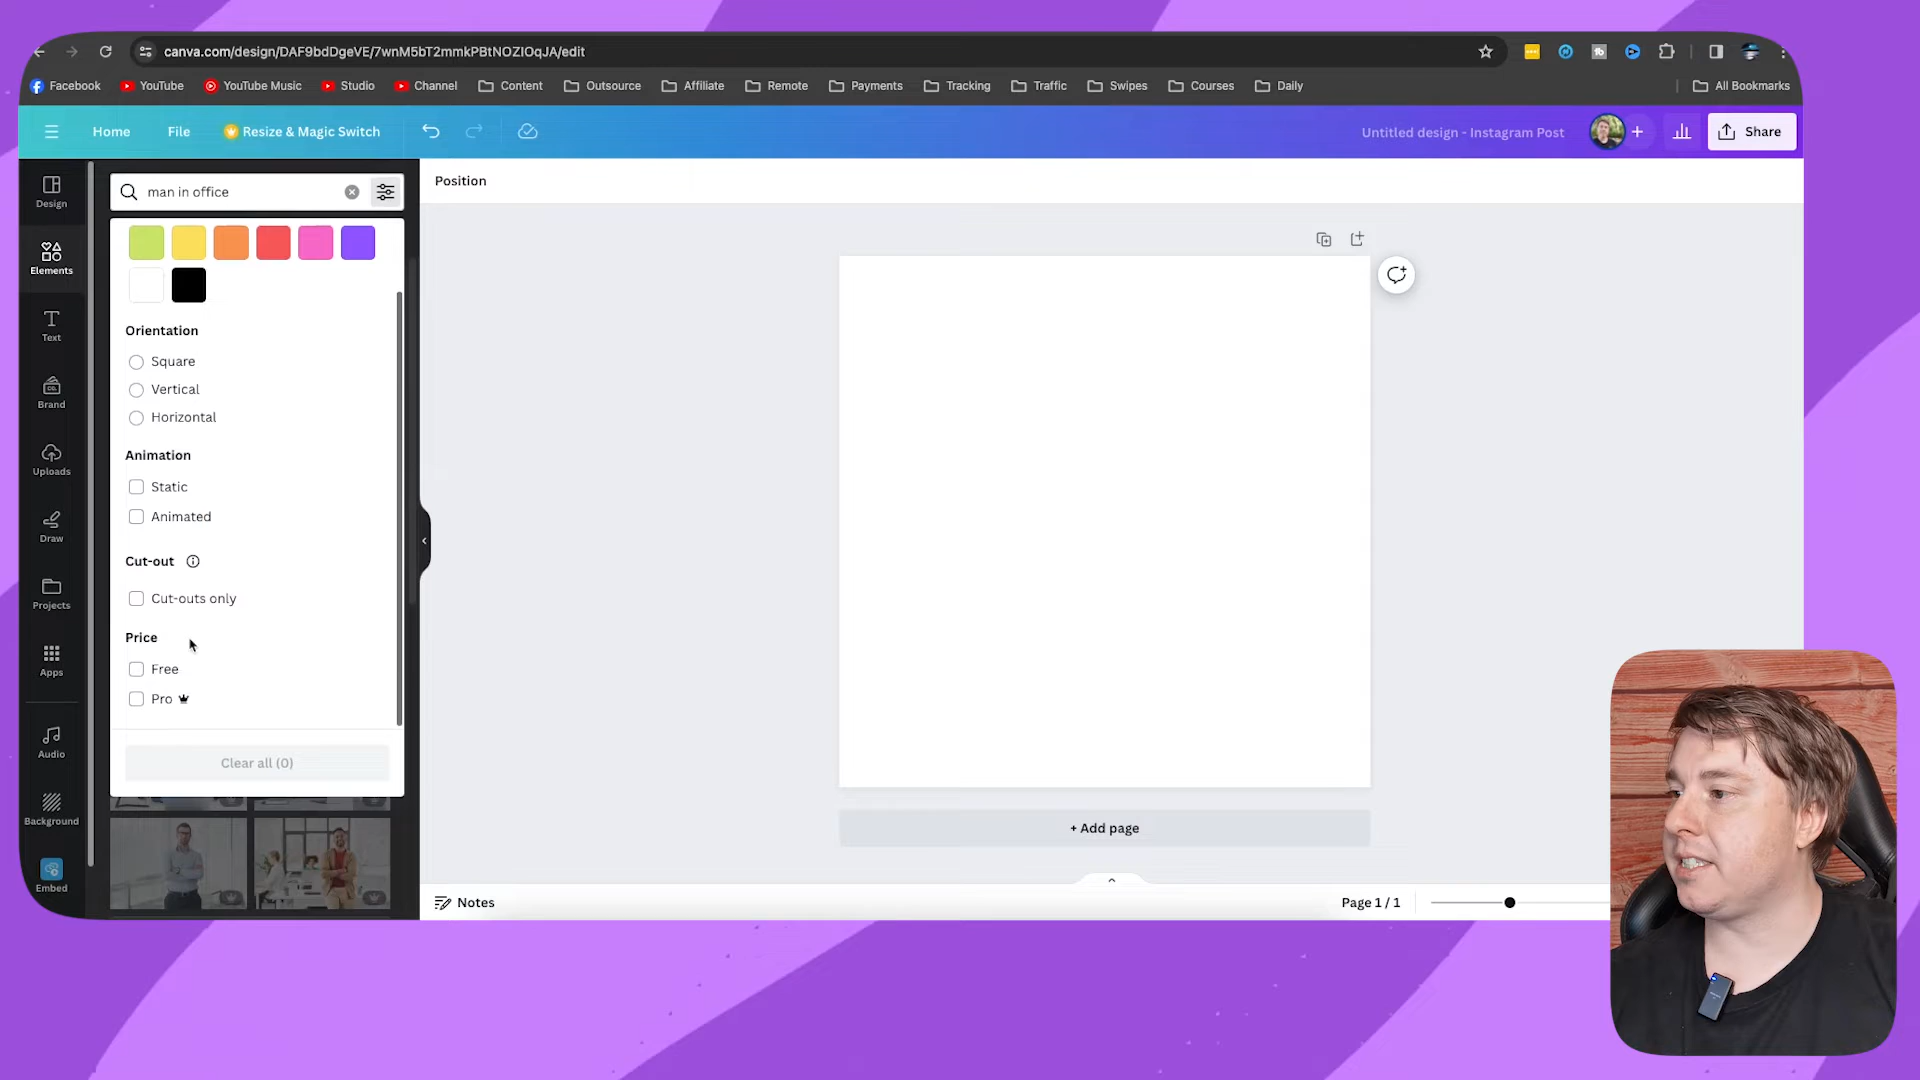 canva.com/design/DAF9bdDgeVE/7wnM5bT2mmkPBtNOZIOqJA/edit
Facebook YouTube YouTube Music Studio Channel Content Outsource Affiliate Remote Payments Tracking Traffic Swipes Courses Daily All Bookmarks
Home File Resize & Magic Switch Untitled design - Instagram Post Share
Design
Elements
Text
Brand
Uploads
Draw
Projects
Apps
Audio
Background
Embed
man in office
Orientation
Square
Vertical
Horizontal
Animation
Static
Animated
Cut-out
Cut-outs only
Price
Free
Pro
Clear all (0)
Position
+ Add page
Notes
Page 1 / 1